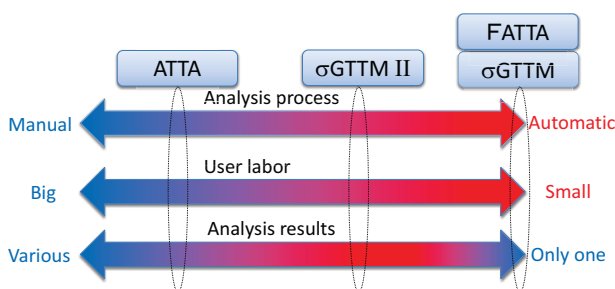 FATTA
ATTA
σGTTM II
σGTTM
Analysis process
Manual
Automatic
User labor
Big
Small
Analysis results
Various
Only one